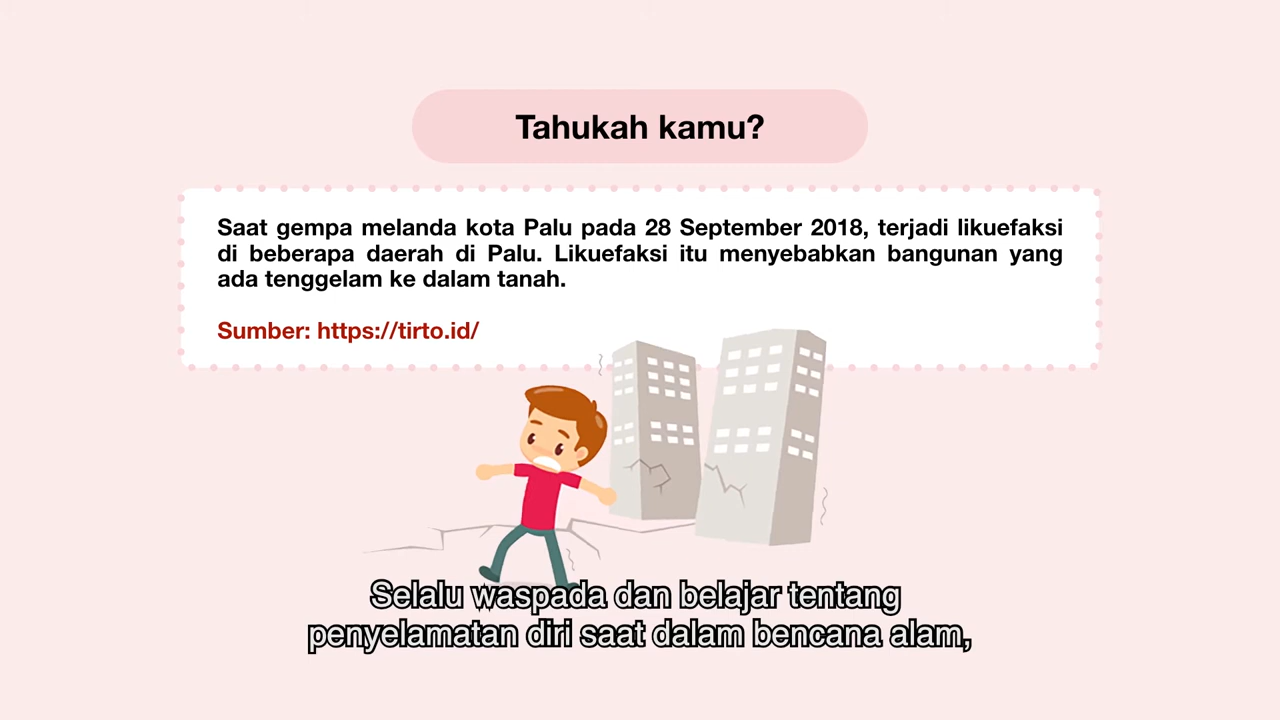 Tahukah kamu?
Saat gempa melanda kota Palu pada 28 September 2018, terjadi likuefaksi
di beberapa daerah di Palu. Likuefaksi itu menyebabkan bangunan yang
ada tenggelam ke dalam tanah.
Sumber: https://tirto.id/
Selalu waspada dan belajar tentang
penyelamatan diri saat dalam bencana alam,